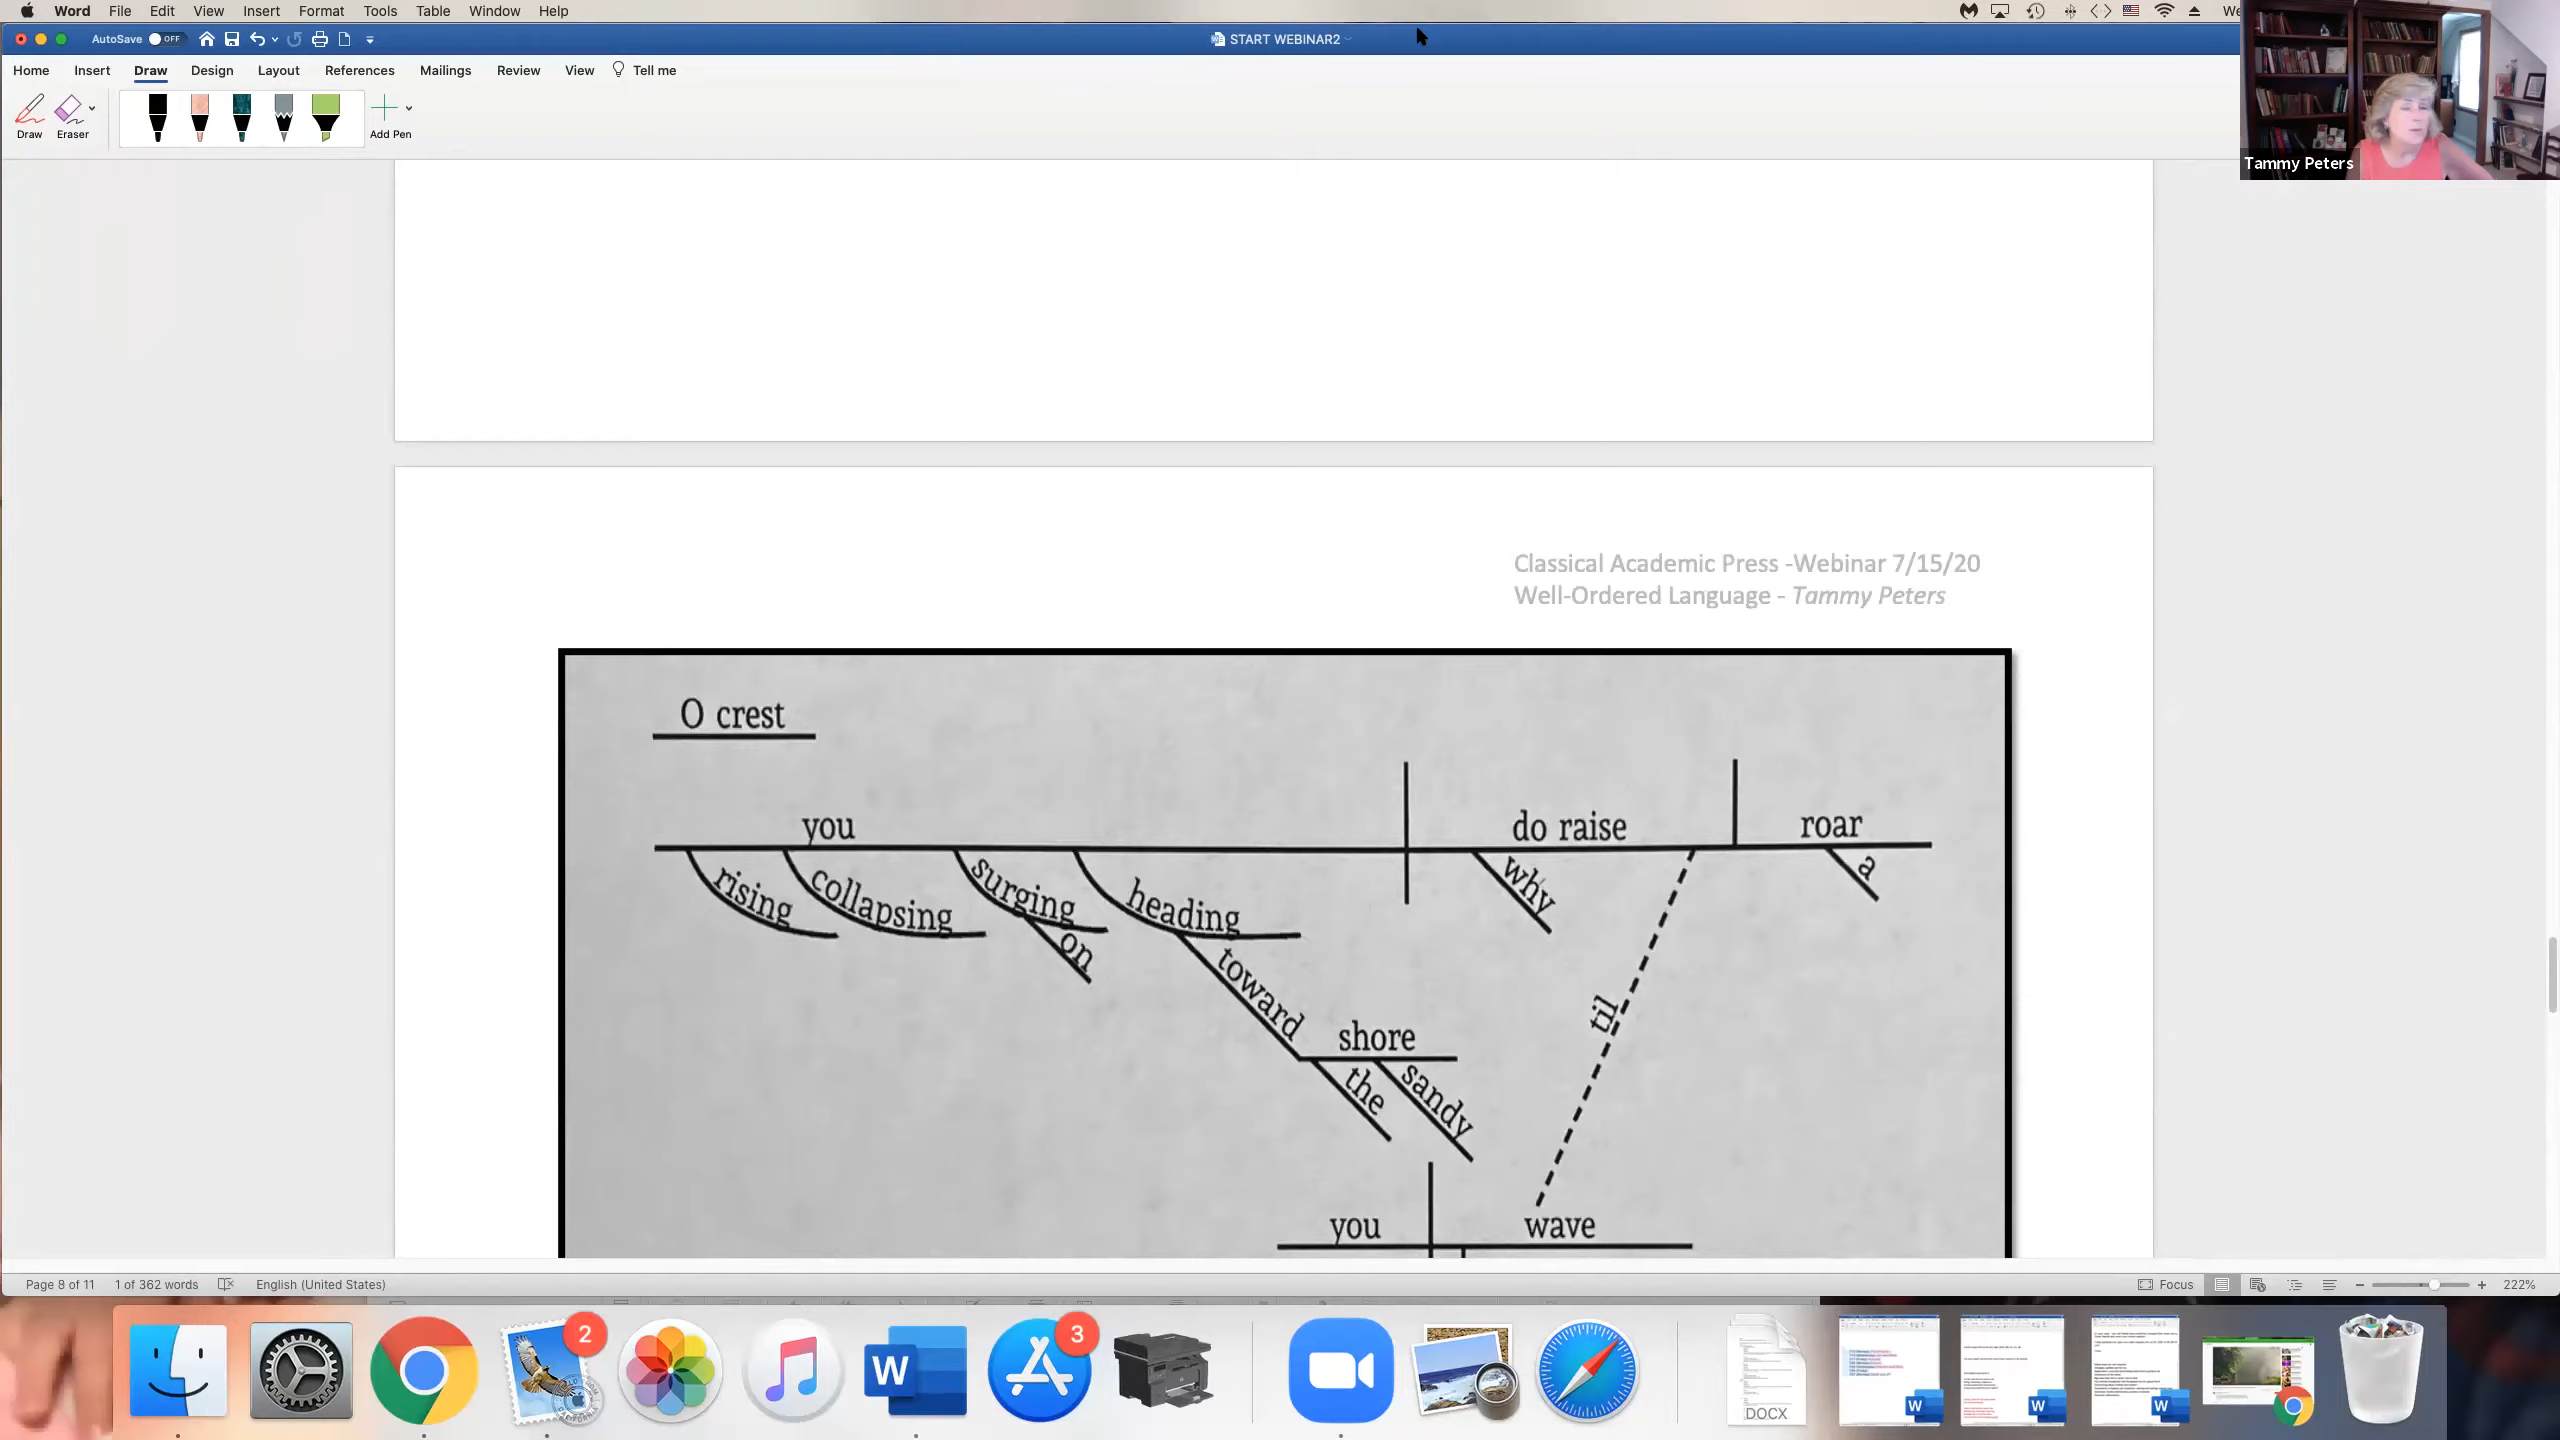 Word File Edit View Insert Format Tools Table Window Help We
AutoSave OFF START WEBINAR2
Home Insert Draw Design Layout References Mailings Review View Tell me
Draw Eraser Add Pen
Tammy Peters
Classical Academic Press -Webinar 7/15/20
Well-Ordered Language - Tammy Peters
O crest
you do raise roar
rising collapsing surging heading why a
on
toward
til
shore
the sandy
you wave
Page 8 of 11 1 of 362 words English (United States) Focus 222%
2 3
W
DOCX W W W